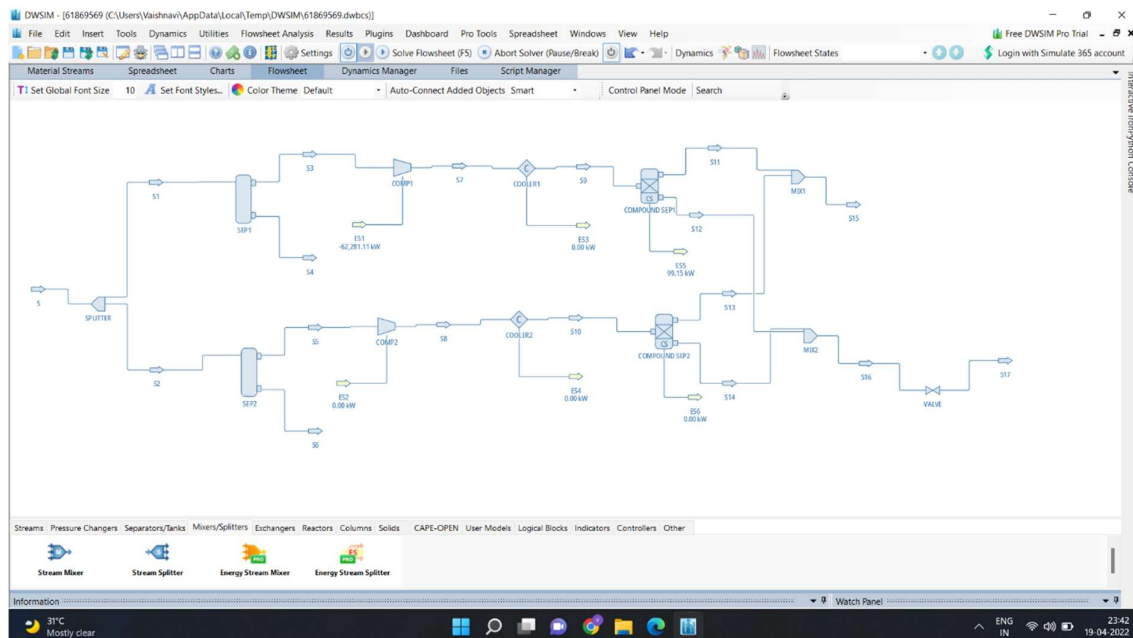 DWSIM - [61869569 (C:\Users\Vaishnavi\AppData\Local\Temp\DWSIM\61869569.dwbcs)]
File Edit Insert Tools Dynamics Utilities Flowsheet Analysis Results Plugins Dashboard Pro Tools Spreadsheet Windows View Help Free DWSIM Pro Trial
Settings Solve Flowsheet (F5) Abort Solver (Pause/Break) Dynamics Flowsheet States Login with Simulate 365 account
Material Streams Spreadsheet Charts Flowsheet Dynamics Manager Files Script Manager
Set Global Font Size 10 Set Font Styles... Color Theme Default Auto-Connect Added Objects Smart Control Panel Mode Search
Interactive IronPython Console
S11
S3
COMP1
S7
C
COOLER1
S9
CS
COMPOUND SEP1
MIX1
S1
SEP1
S12
S15
ES1
-62,281.11 kW
ES3
0.00 kW
S4
ES5
99.15 kW
S
SPLITTER
S13
S5
COMP2
S8
C
COOLER2
S10
CS
COMPOUND SEP2
MIX2
S2
SEP2
S16
S17
ES2
0.00 kW
ES4
0.00 kW
S14
VALVE
ES6
0.00 kW
S6
Streams Pressure Changers Separators/Tanks Mixers/Splitters Exchangers Reactors Columns Solids CAPE-OPEN User Models Logical Blocks Indicators Controllers Other
PRO ES PRO
Stream Mixer Stream Splitter Energy Stream Mixer Energy Stream Splitter
Information Watch Panel
31°C
Mostly clear
ENG
IN
23:42
19-04-2022